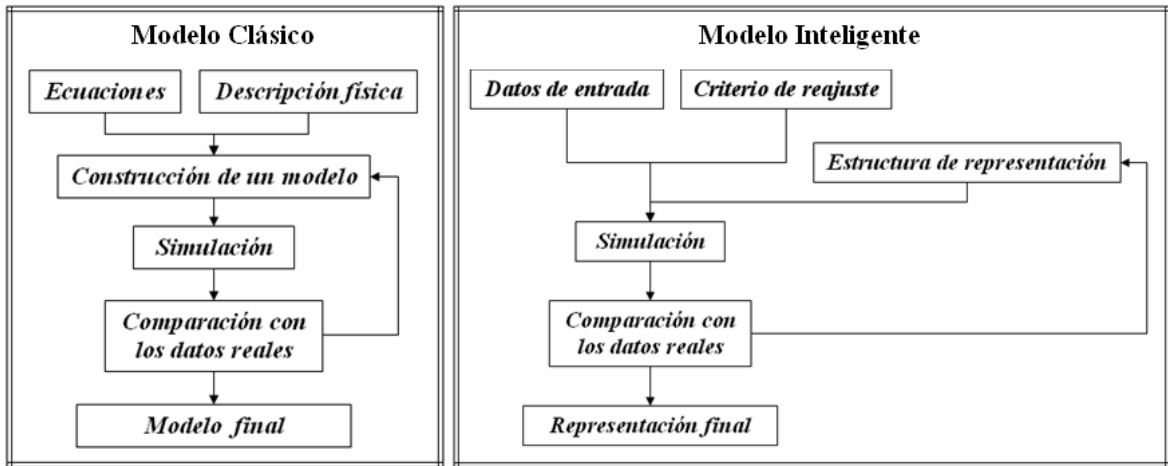 Modelo Clásico
Ecuaciones
Descripción física
Construcción de un modelo
Simulación
Comparación con
los datos reales
Modelo final
Modelo Inteligente
Datos de entrada
Criterio de reajuste
Estructura de representación
Simulación
Comparación con
los datos reales
Representación final